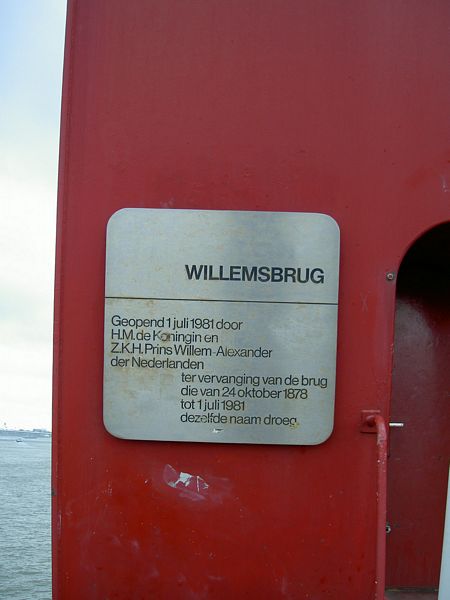 WILLEMSBRUG
Geopend 1 juli 1981 door
H.M. de Koningin en
Z.K.H. Prins Willem-Alexander
der Nederlanden
ter vervanging van de brug
die van 24 oktober 1878
tot 1 juli 1981
dezelfde naam droeg.